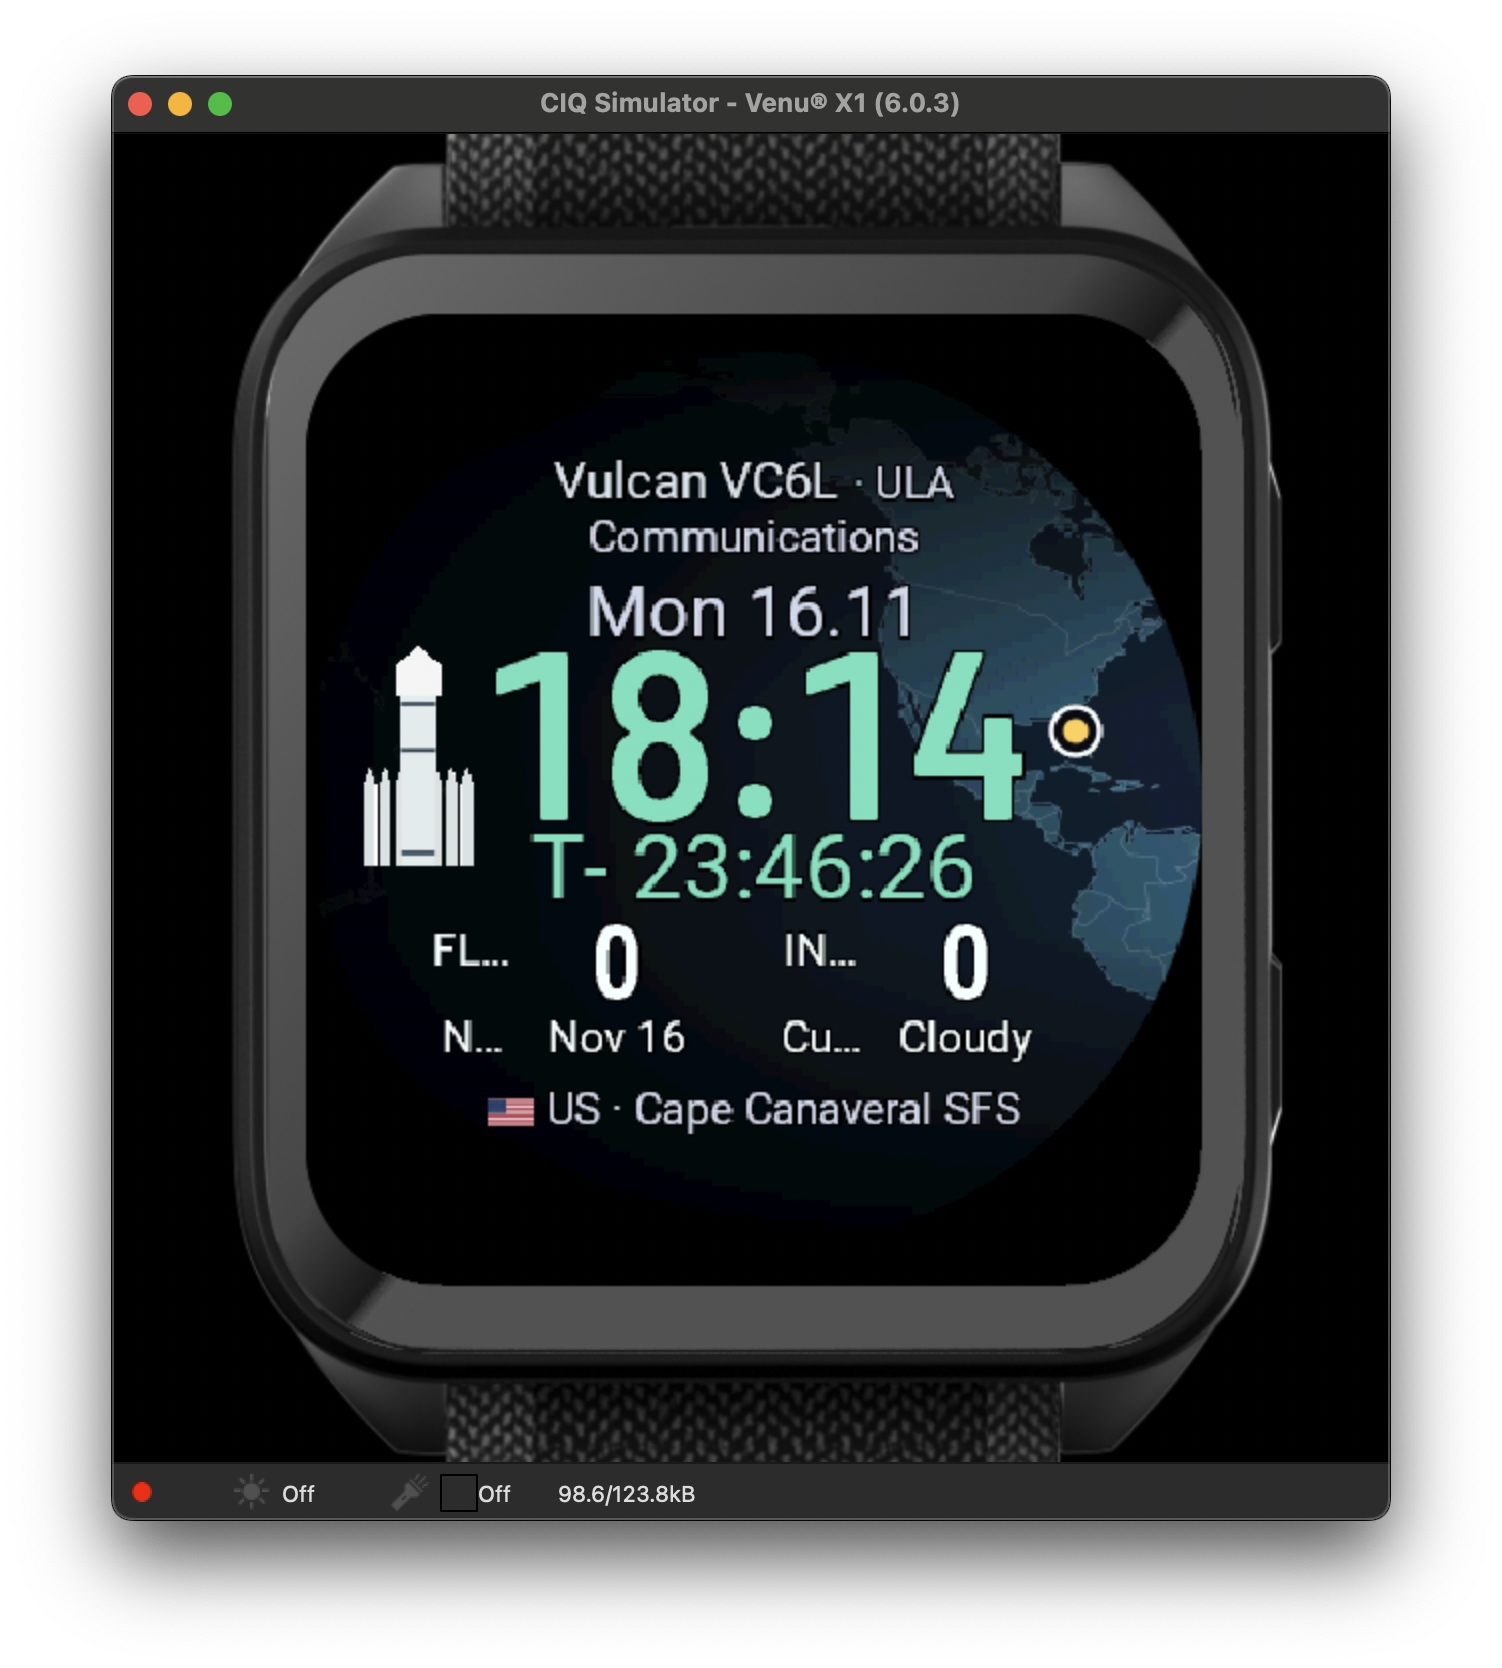 CIQ Simulator - Venu® X1 (6.0.3)
Vulcan VC6L · ULA
Communications
Mon 16.11
18:14
T- 23:46:26
FL... 0 IN... 0
N... Nov 16 Cu... Cloudy
US · Cape Canaveral SFS
Off Off 98.6/123.8kB